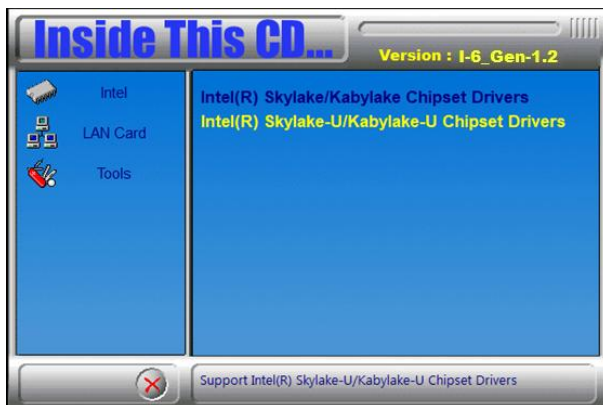 Inside This CD...
Version : I-6_Gen-1.2
Intel
LAN Card
Tools
Intel(R) Skylake/Kabylake Chipset Drivers
Intel(R) Skylake-U/Kabylake-U Chipset Drivers
Support Intel(R) Skylake-U/Kabylake-U Chipset Drivers